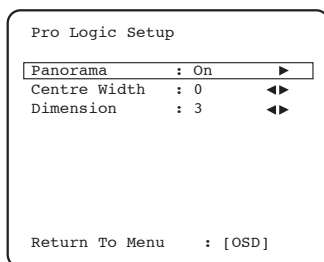 Pro Logic Setup
Panorama : On ▶
Centre Width : 0 ◀▶
Dimension : 3 ◀▶
Return To Menu : [OSD]